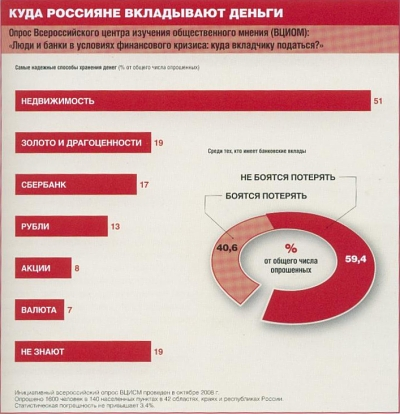 КУДА РОССИЯНЕ ВКЛАДЫВАЮТ ДЕНЬГИ
Опрос Всероссийского центра изучения общественного мнения (ВЦИОМ):
«Люди и банки в условиях финансового кризиса: куда вкладчику податься?»
Самые надежные способы хранения денег (% от общего числа опрошенных)
НЕДВИЖИМОСТЬ 51
ЗОЛОТО И ДРАГОЦЕННОСТИ 19
СБЕРБАНК 17
РУБЛИ 13
АКЦИИ 8
ВАЛЮТА 7
НЕ ЗНАЮТ 19
Среди тех, кто имеет банковские вклады
НЕ БОЯТСЯ ПОТЕРЯТЬ
БОЯТСЯ ПОТЕРЯТЬ
40,6
%
от общего числа
опрошенных
59,4
Инициативный всероссийский опрос ВЦИОМ проведен в октябре 2008 г.
Опрошено 1600 человек в 140 населенных пунктах в 42 областях, краях и республиках России.
Статистическая погрешность не превышает 3,4%.